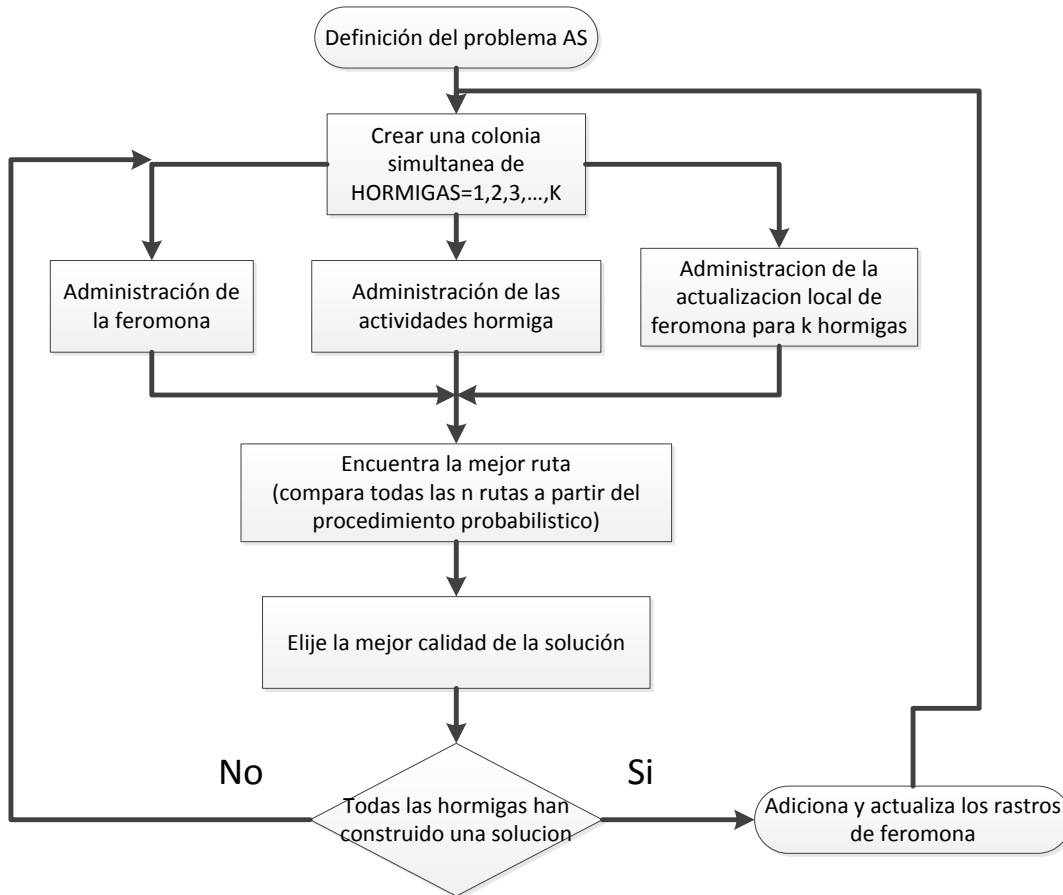 Definición del problema AS
Crear una colonia
simultanea de
HORMIGAS=1,2,3,...,K
Administración de
la feromona
Administración de las
actividades hormiga
Administracion de la
actualizacion local de
feromona para k hormigas
Encuentra la mejor ruta
(compara todas las n rutas a partir del
procedimiento probabilistico)
Elije la mejor calidad de la solución
No
Si
Todas las hormigas han
construido una solucion
Adiciona y actualiza los rastros
de feromona